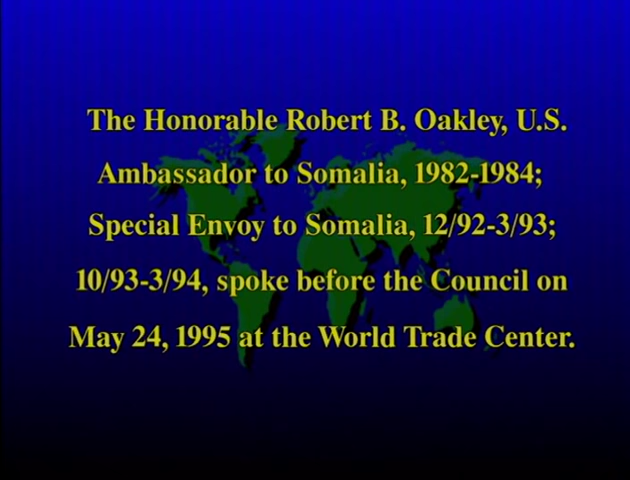 The Honorable Robert B. Oakley, U.S.
Ambassador to Somalia, 1982-1984;
Special Envoy to Somalia, 12/92-3/93;
10/93-3/94, spoke before the Council on
May 24, 1995 at the World Trade Center.